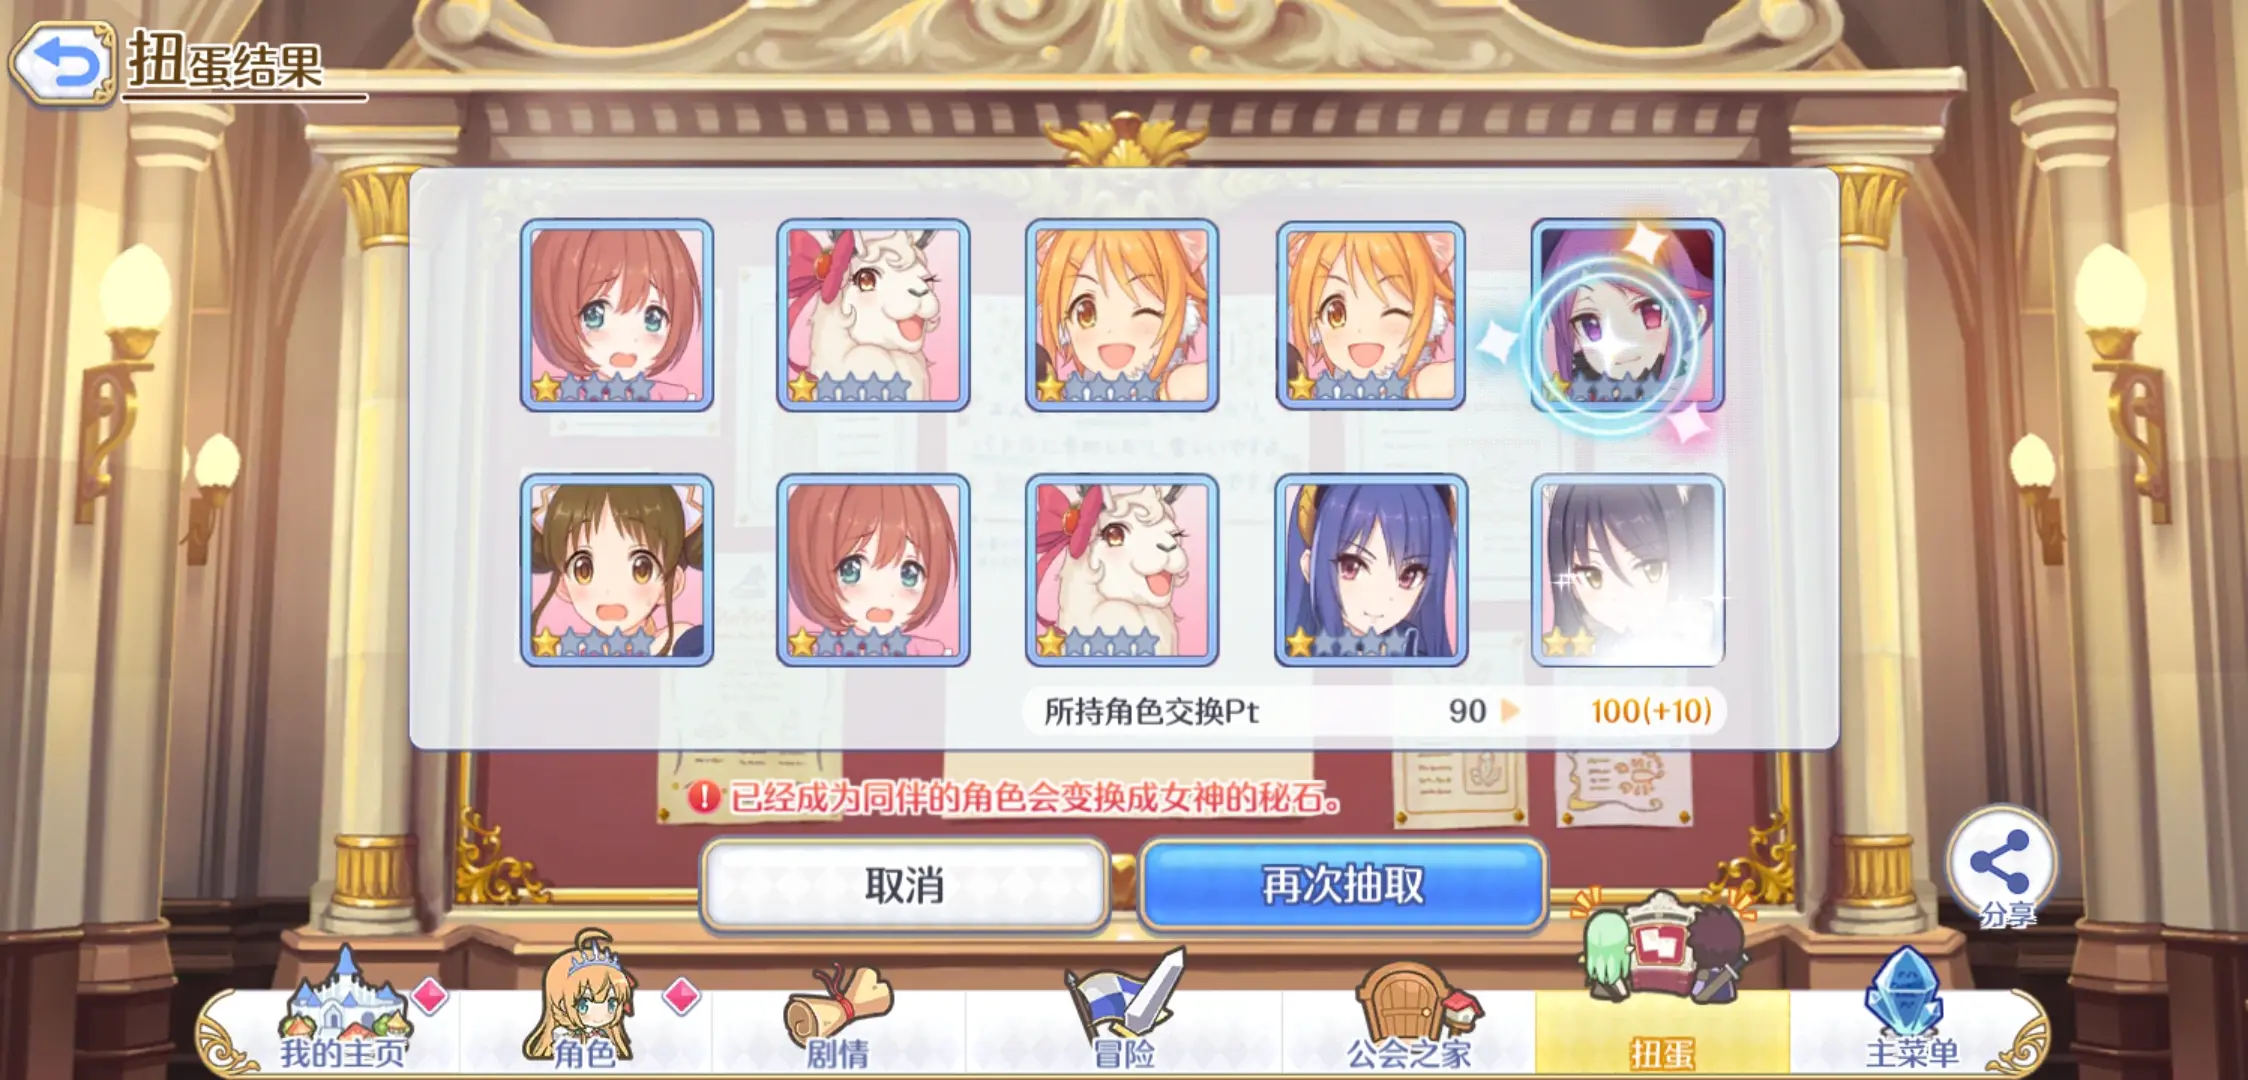 扭蛋结果
所持角色交换Pt 90 100(+10)
已经成为同伴的角色会变换成女神的秘石。
取消
再次抽取
分享
我的主页
角色
剧情
冒险
公会之家
扭蛋
主菜单